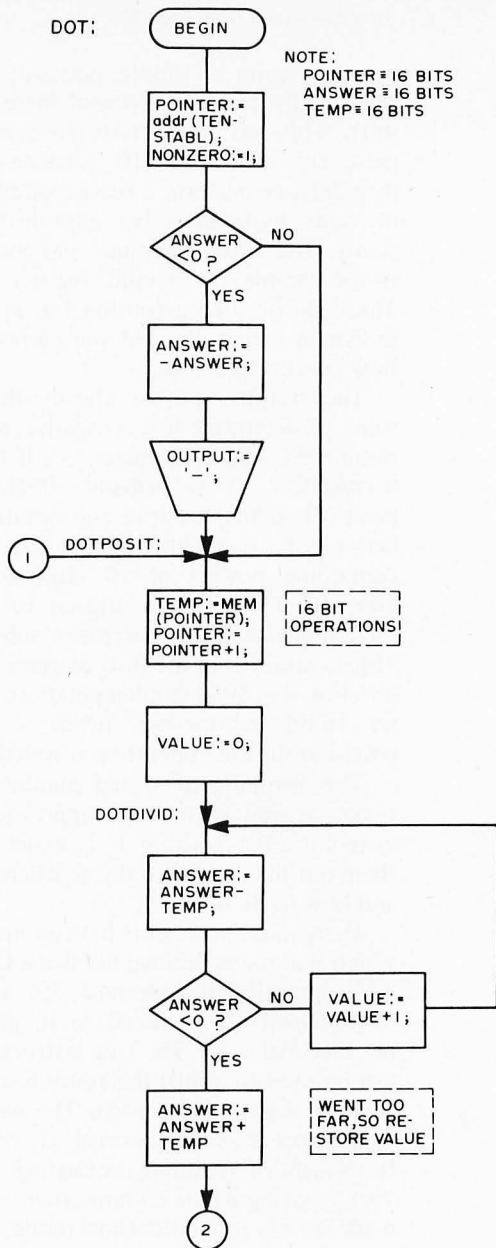 DOT:
BEGIN
NOTE:
POINTER ≡ 16 BITS
ANSWER ≡ 16 BITS
TEMP ≡ 16 BITS
POINTER:=
addr(TEN-
STABL);
NONZERO:=1;
ANSWER
<0 ?
NO
YES
ANSWER:=
-ANSWER;
OUTPUT:=
'-';
1
DOTPOSIT:
TEMP:=MEM
(POINTER);
POINTER:=
POINTER+1;
16 BIT
OPERATIONS
VALUE:=0;
DOTDIVID:
ANSWER:=
ANSWER-
TEMP;
ANSWER
<0 ?
NO
VALUE:=
VALUE+1;
YES
ANSWER:=
ANSWER+
TEMP
WENT TOO
FAR, SO RE-
STORE VALUE
2